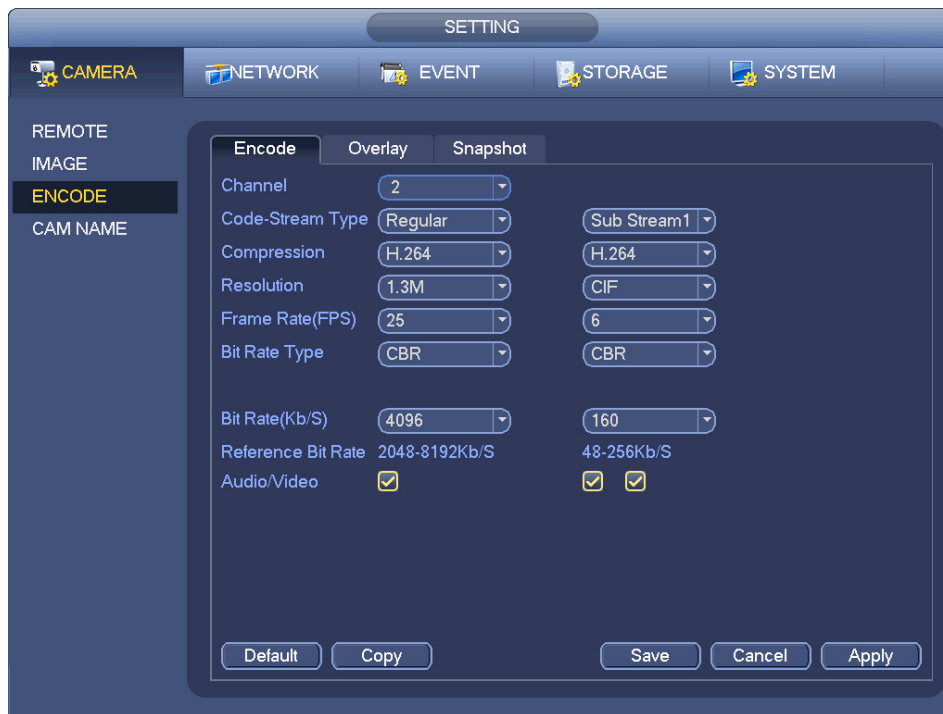 SETTING
CAMERA NETWORK EVENT STORAGE SYSTEM
REMOTE
IMAGE
ENCODE
CAM NAME
Encode Overlay Snapshot
Channel 2
Code-Stream Type Regular Sub Stream1
Compression H.264 H.264
Resolution 1.3M CIF
Frame Rate(FPS) 25 6
Bit Rate Type CBR CBR
Bit Rate(Kb/S) 4096 160
Reference Bit Rate 2048-8192Kb/S 48-256Kb/S
Audio/Video
Default Copy Save Cancel Apply